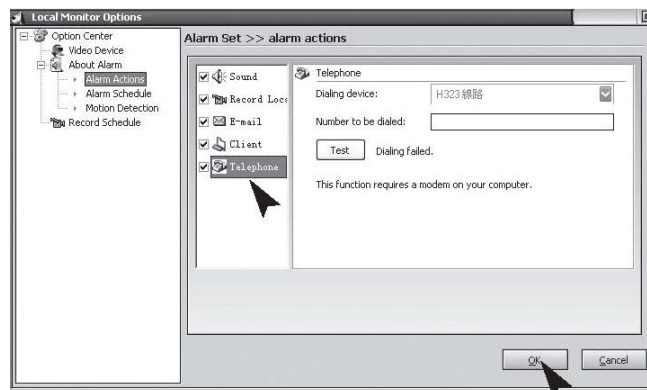 Local Monitor Options
Option Center
Video Device
About Alarm
Alarm Actions
Alarm Schedule
Motion Detection
Record Schedule
Alarm Set >> alarm actions
Sound
Record Loc
E-mail
Client
Telephone
Telephone
Dialing device: H323 線路
Number to be dialed:
Test Dialing failed.
This function requires a modem on your computer.
OK Cancel